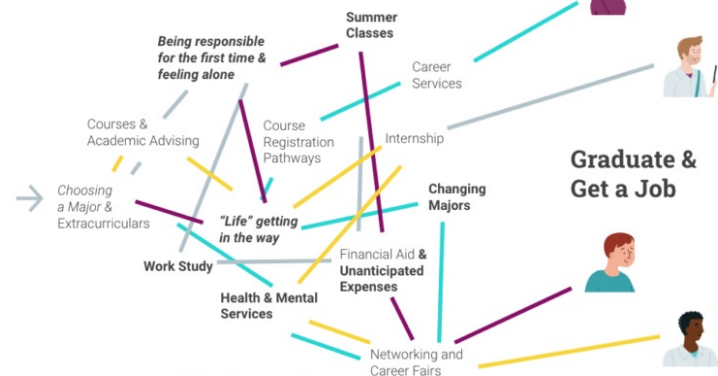 Summer
Classes
Being responsible
for the first time &
feeling alone
Career
Services
Courses &
Academic Advising
Course
Registration
Pathways
Internship
Graduate &
Get a Job
Choosing
a Major &
Extracurriculars
Changing
Majors
"Life" getting
in the way
Work Study
Financial Aid &
Unanticipated
Expenses
Health & Mental
Services
Networking and
Career Fairs